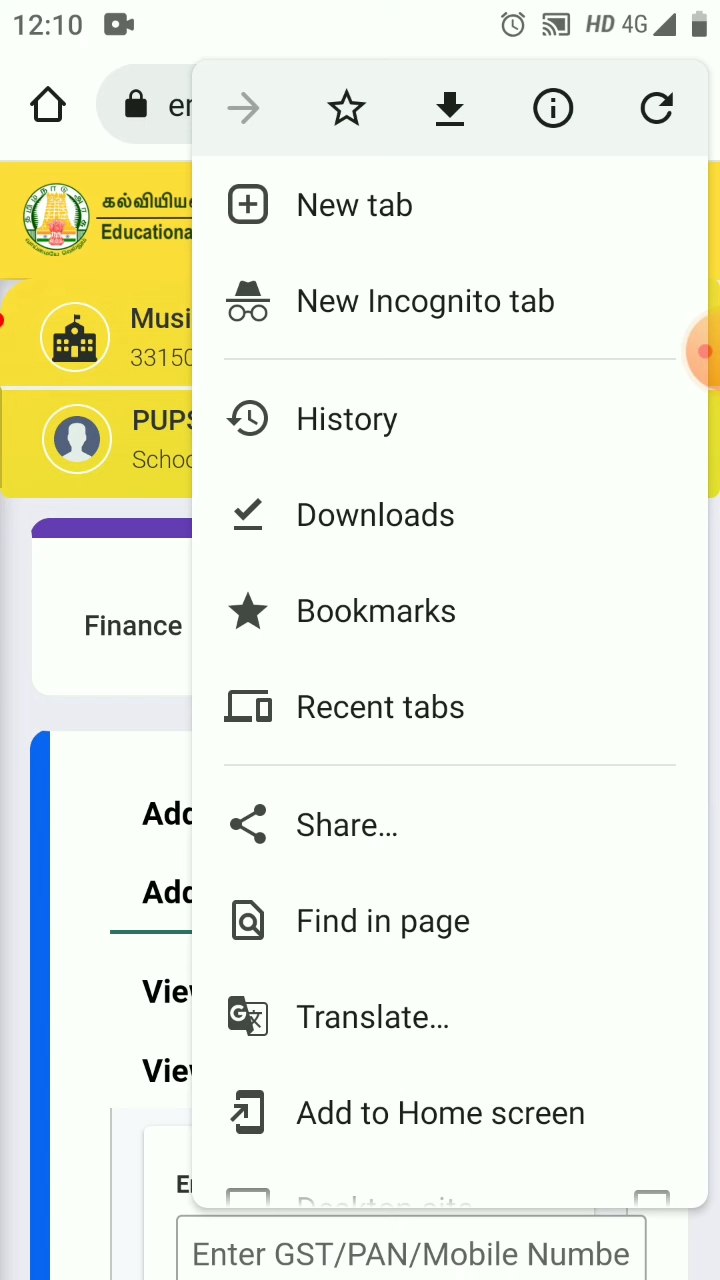 12:10
HD 4G
கல்வியிய
Educationa
Musi
33150
PUPS
Schoo
Finance
Add
Add
View
View
New tab
New Incognito tab
History
Downloads
Bookmarks
Recent tabs
Share...
Find in page
Translate...
Add to Home screen
Desktop site
Enter GST/PAN/Mobile Numbe